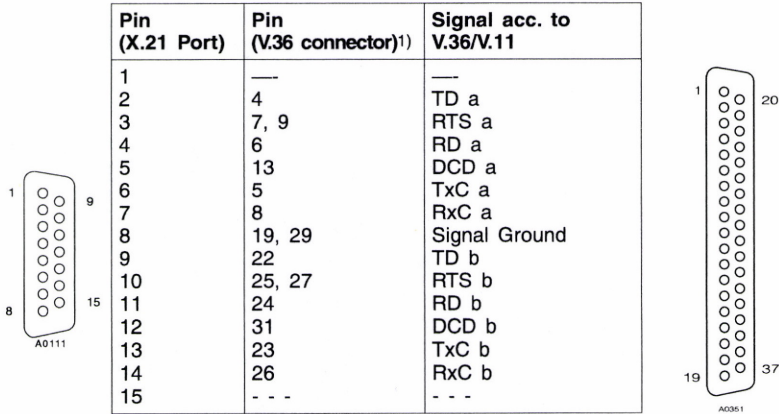 Pin Pin Signal acc. to
(X.21 Port) (V.36 connector)1) V.36/V.11
1 —- —-
2 4 TD a
3 7, 9 RTS a
4 6 RD a
5 13 DCD a
6 5 TxC a
7 8 RxC a
8 19, 29 Signal Ground
9 22 TD b
10 25, 27 RTS b
11 24 RD b
12 31 DCD b
13 23 TxC b
14 26 RxC b
15 - - - - - -
1 9
8 15
A0111
1 20
19 37
A0351